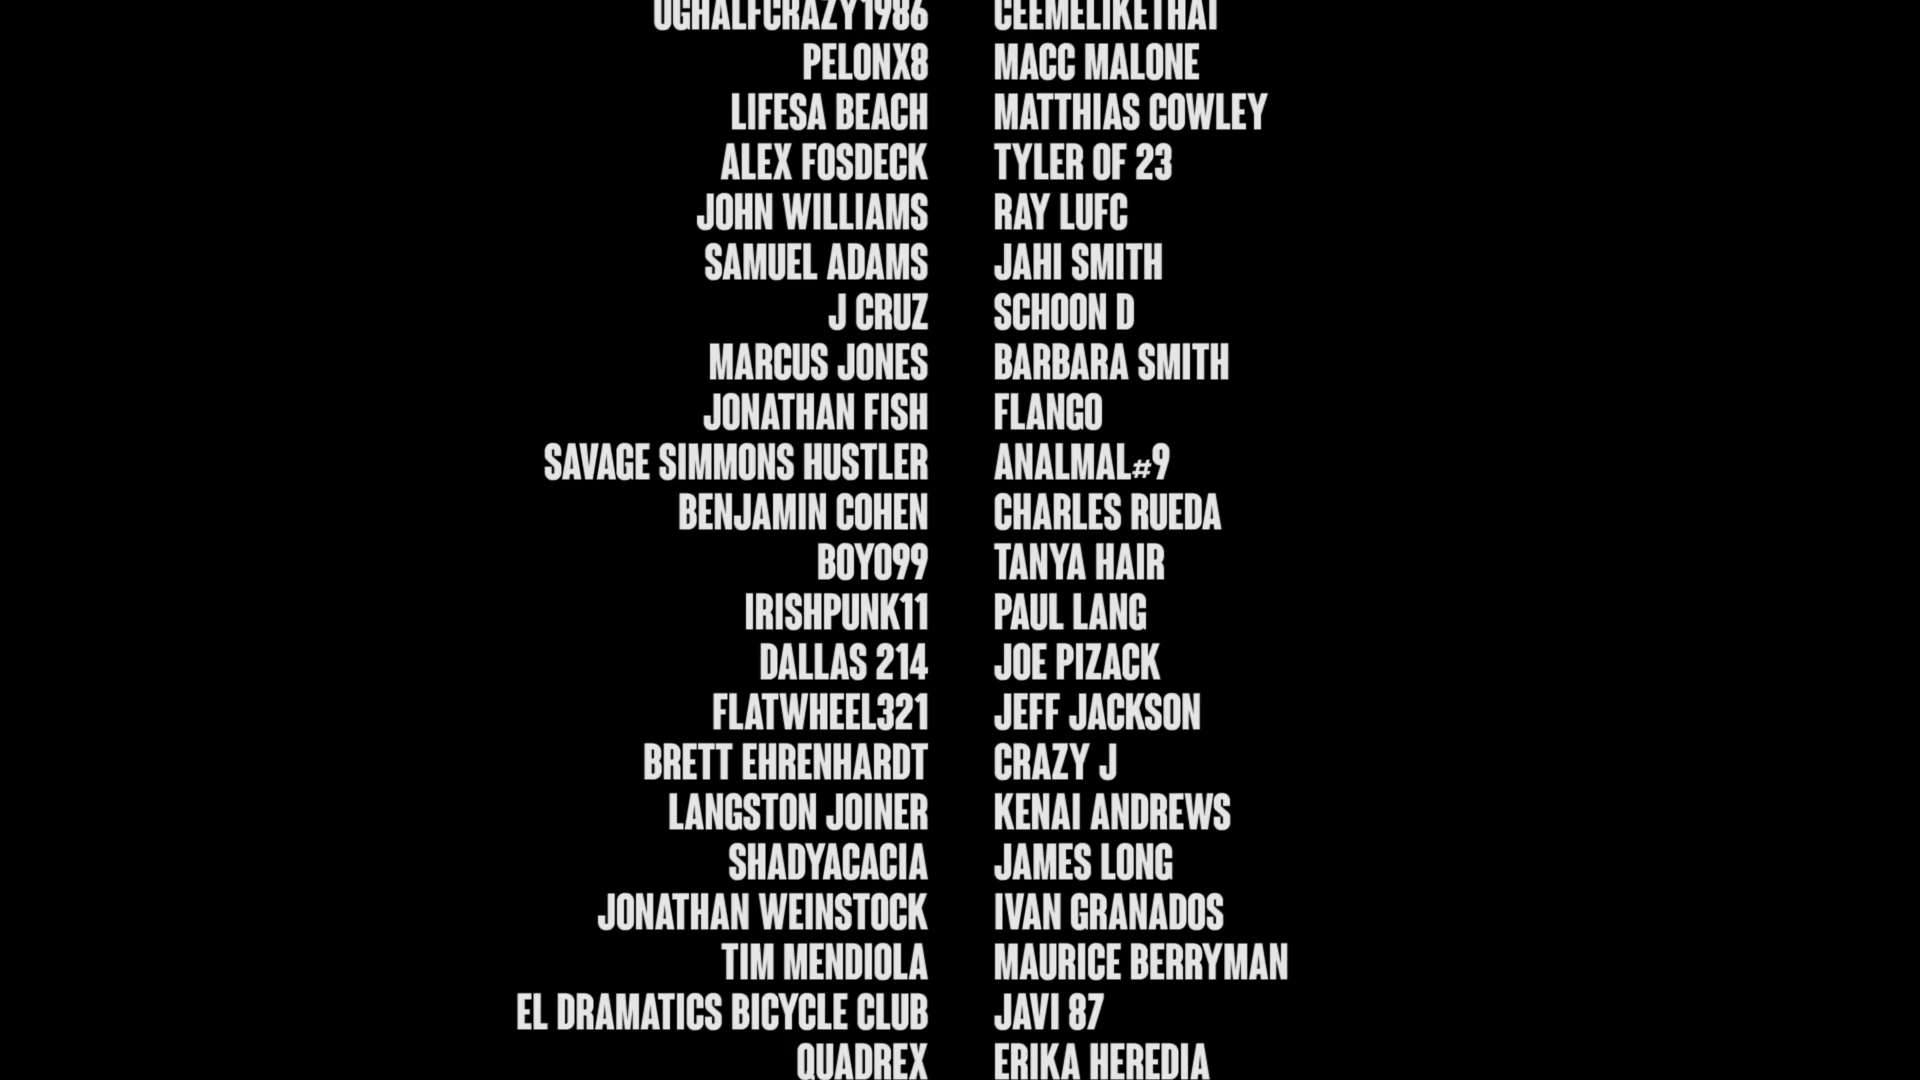 OGHALFCRAZY1986 CEEMELIKETHAT
PELONX8 MACC MALONE
LIFESA BEACH MATTHIAS COWLEY
ALEX FOSDECK TYLER OF 23
JOHN WILLIAMS RAY LUFC
SAMUEL ADAMS JAHI SMITH
J CRUZ SCHOON D
MARCUS JONES BARBARA SMITH
JONATHAN FISH FLANGO
SAVAGE SIMMONS HUSTLER ANALMAL#9
BENJAMIN COHEN CHARLES RUEDA
BOYO99 TANYA HAIR
IRISHPUNK11 PAUL LANG
DALLAS 214 JOE PIZACK
FLATWHEEL321 JEFF JACKSON
BRETT EHRENHARDT CRAZY J
LANGSTON JOINER KENAI ANDREWS
SHADYACACIA JAMES LONG
JONATHAN WEINSTOCK IVAN GRANADOS
TIM MENDIOLA MAURICE BERRYMAN
EL DRAMATICS BICYCLE CLUB JAVI 87
QUADREX ERIKA HEREDIA